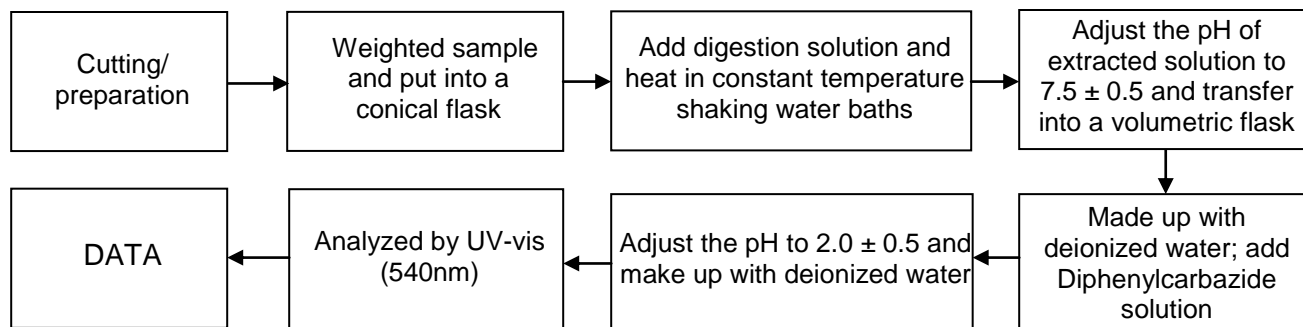 Cutting/
preparation
Weighted sample
and put into a
conical flask
Add digestion solution and
heat in constant temperature
shaking water baths
Adjust the pH of
extracted solution to
7.5 ± 0.5 and transfer
into a volumetric flask
Made up with
deionized water; add
Diphenylcarbazide
solution
Adjust the pH to 2.0 ± 0.5 and
make up with deionized water
Analyzed by UV-vis
(540nm)
DATA